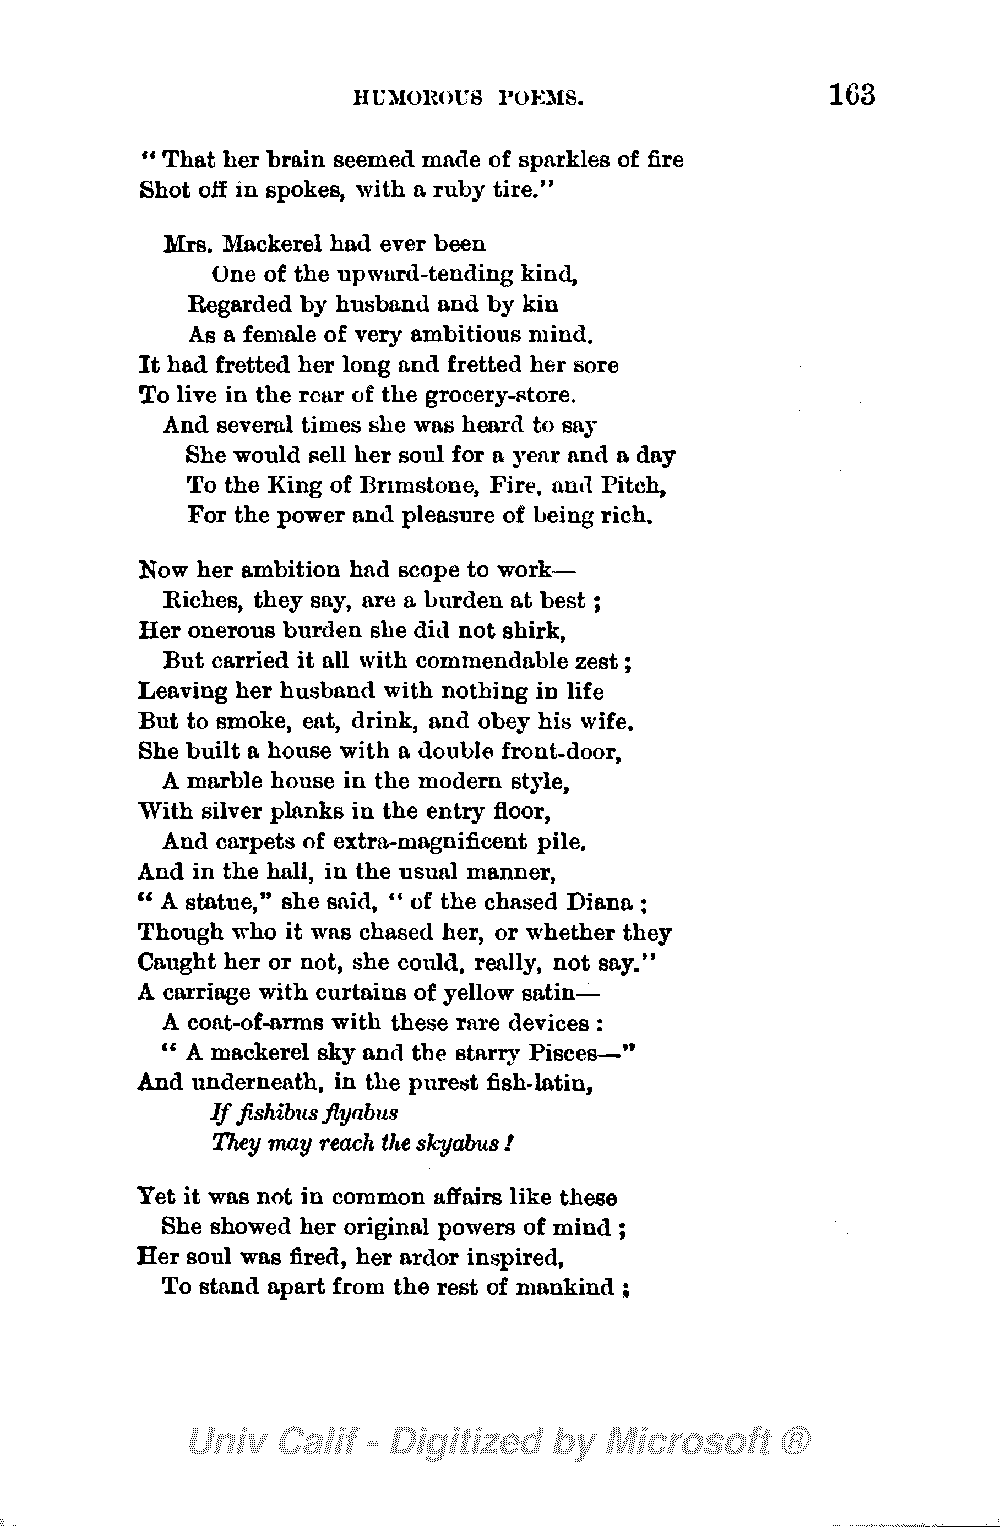 HUMOROUS POEMS. 163
“ That her brain seemed made of sparkles of fire
Shot off in spokes, with a ruby tire.”
Mrs. Mackerel had ever been
One of the upward-tending kind,
Regarded by husband and by kin
As a female of very ambitious mind.
It had fretted her long and fretted her sore
To live in the rear of the grocery-store.
And several times she was heard to say
She would sell her soul for a year and a day
To the King of Brimstone, Fire, and Pitch,
For the power and pleasure of being rich.
Now her ambition had scope to work—
Riches, they say, are a burden at best ;
Her onerous burden she did not shirk,
But carried it all with commendable zest ;
Leaving her husband with nothing in life
But to smoke, eat, drink, and obey his wife.
She built a house with a double front-door,
A marble house in the modern style,
With silver planks in the entry floor,
And carpets of extra-magnificent pile.
And in the hall, in the usual manner,
“ A statue,” she said, “ of the chased Diana ;
Though who it was chased her, or whether they
Caught her or not, she could, really, not say.”
A carriage with curtains of yellow satin—
A coat-of-arms with these rare devices :
“ A mackerel sky and the starry Pisces—”
And underneath, in the purest fish-latin,
If fishibus flyabus
They may reach the skyabus !
Yet it was not in common affairs like these
She showed her original powers of mind ;
Her soul was fired, her ardor inspired,
To stand apart from the rest of mankind ;
Univ Calif - Digitized by Microsoft ®